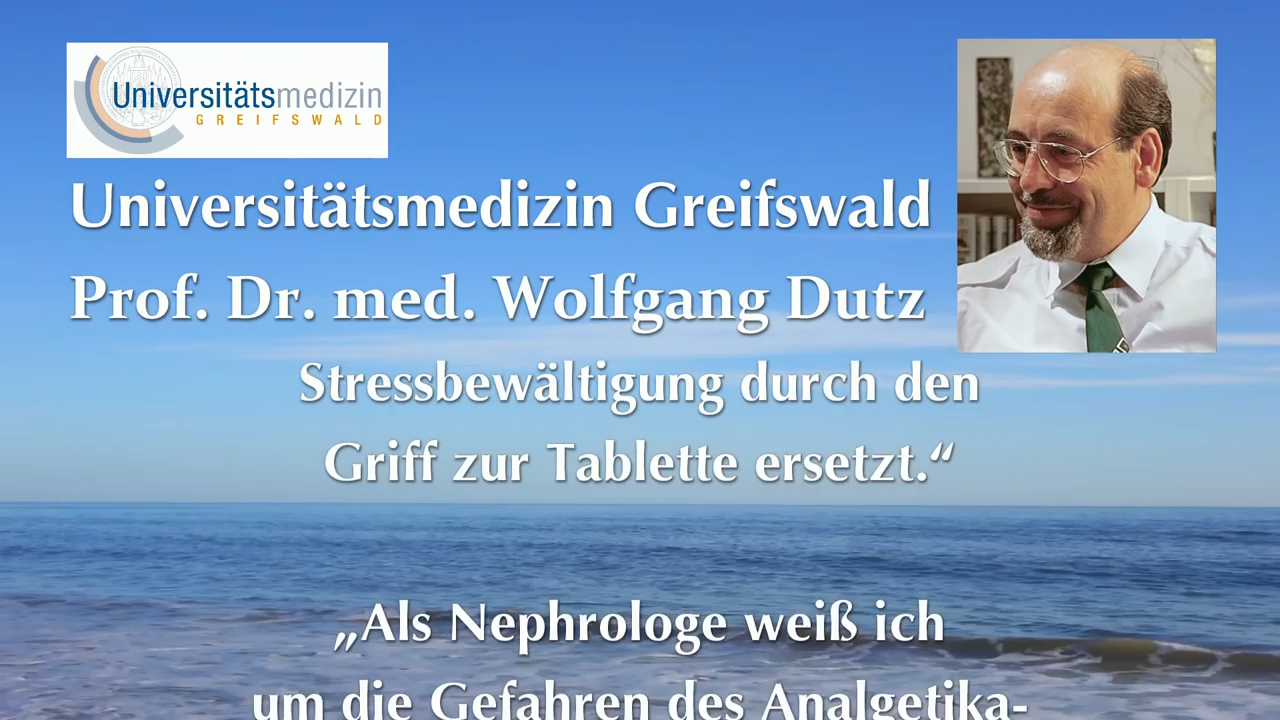 Universitätsmedizin
GREIFSWALD
Universitätsmedizin Greifswald
Prof. Dr. med. Wolfgang Dutz
Stressbewältigung durch den
Griff zur Tablette ersetzt.“
„Als Nephrologe weiß ich
um die Gefahren des Analgetika-